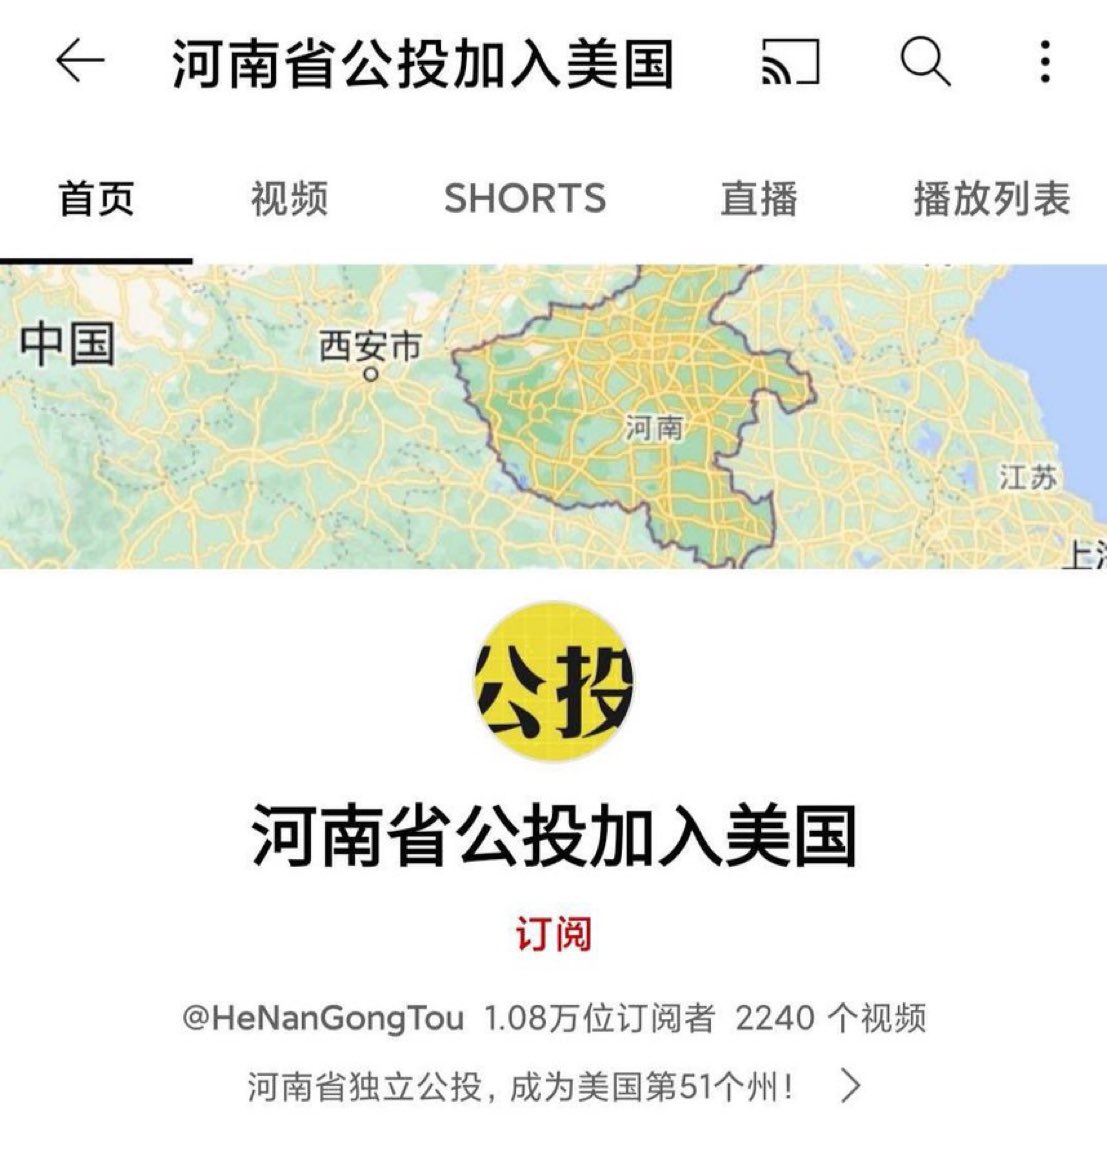 河南省公投加入美国
首页 视频 SHORTS 直播 播放列表
中国
西安市
河南
江苏
上海
公投
河南省公投加入美国
订阅
@HeNanGongTou 1.08万位订阅者 2240 个视频
河南省独立公投，成为美国第51个州！